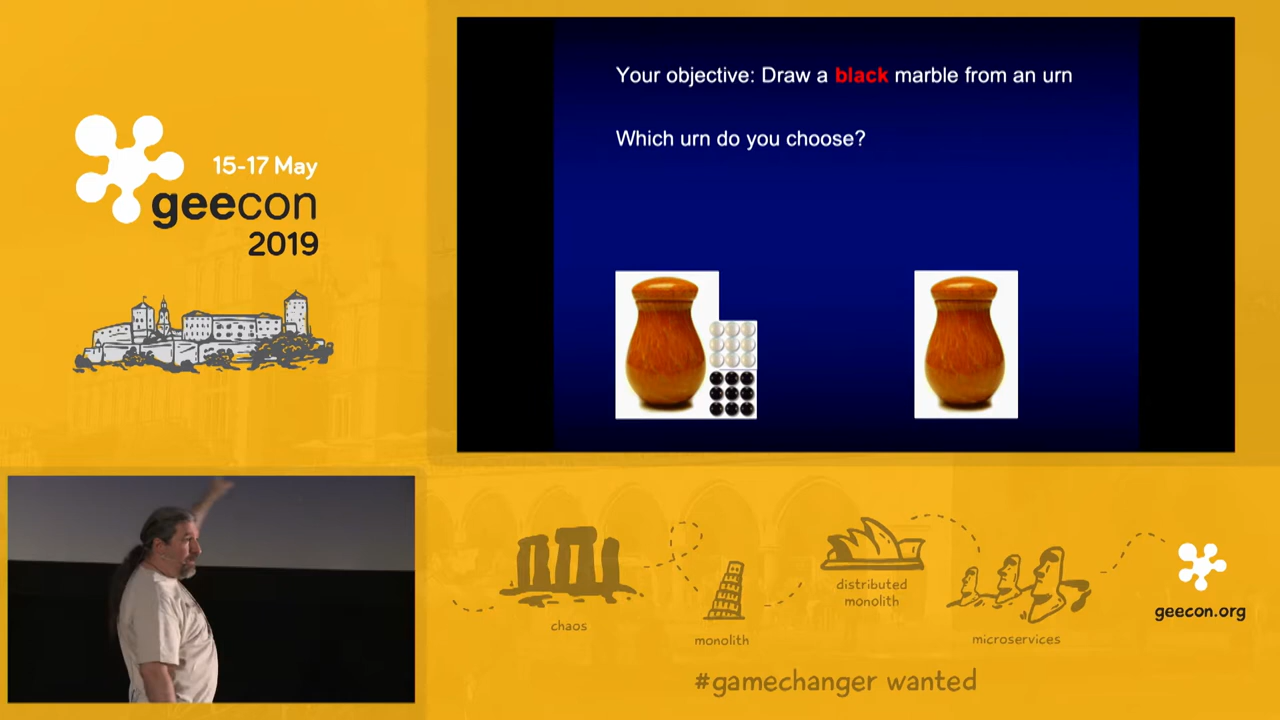 15-17 May
geecon
2019
Your objective: Draw a black marble from an urn
Which urn do you choose?
chaos
monolith
distributed
monolith
microservices
geecon.org
#gamechanger wanted